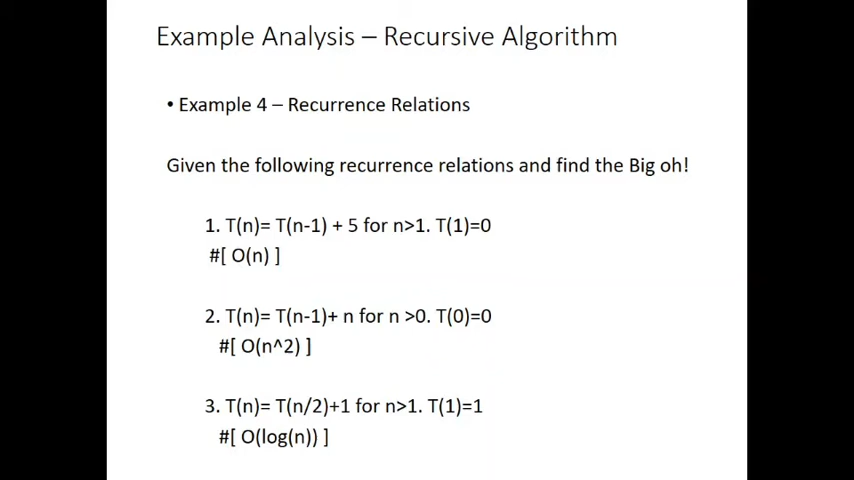 Example Analysis – Recursive Algorithm
• Example 4 – Recurrence Relations
Given the following recurrence relations and find the Big oh!
1. T(n)= T(n-1) + 5 for n>1. T(1)=0
#[ O(n) ]
2. T(n)= T(n-1)+ n for n >0. T(0)=0
#[ O(n^2) ]
3. T(n)= T(n/2)+1 for n>1. T(1)=1
#[ O(log(n)) ]